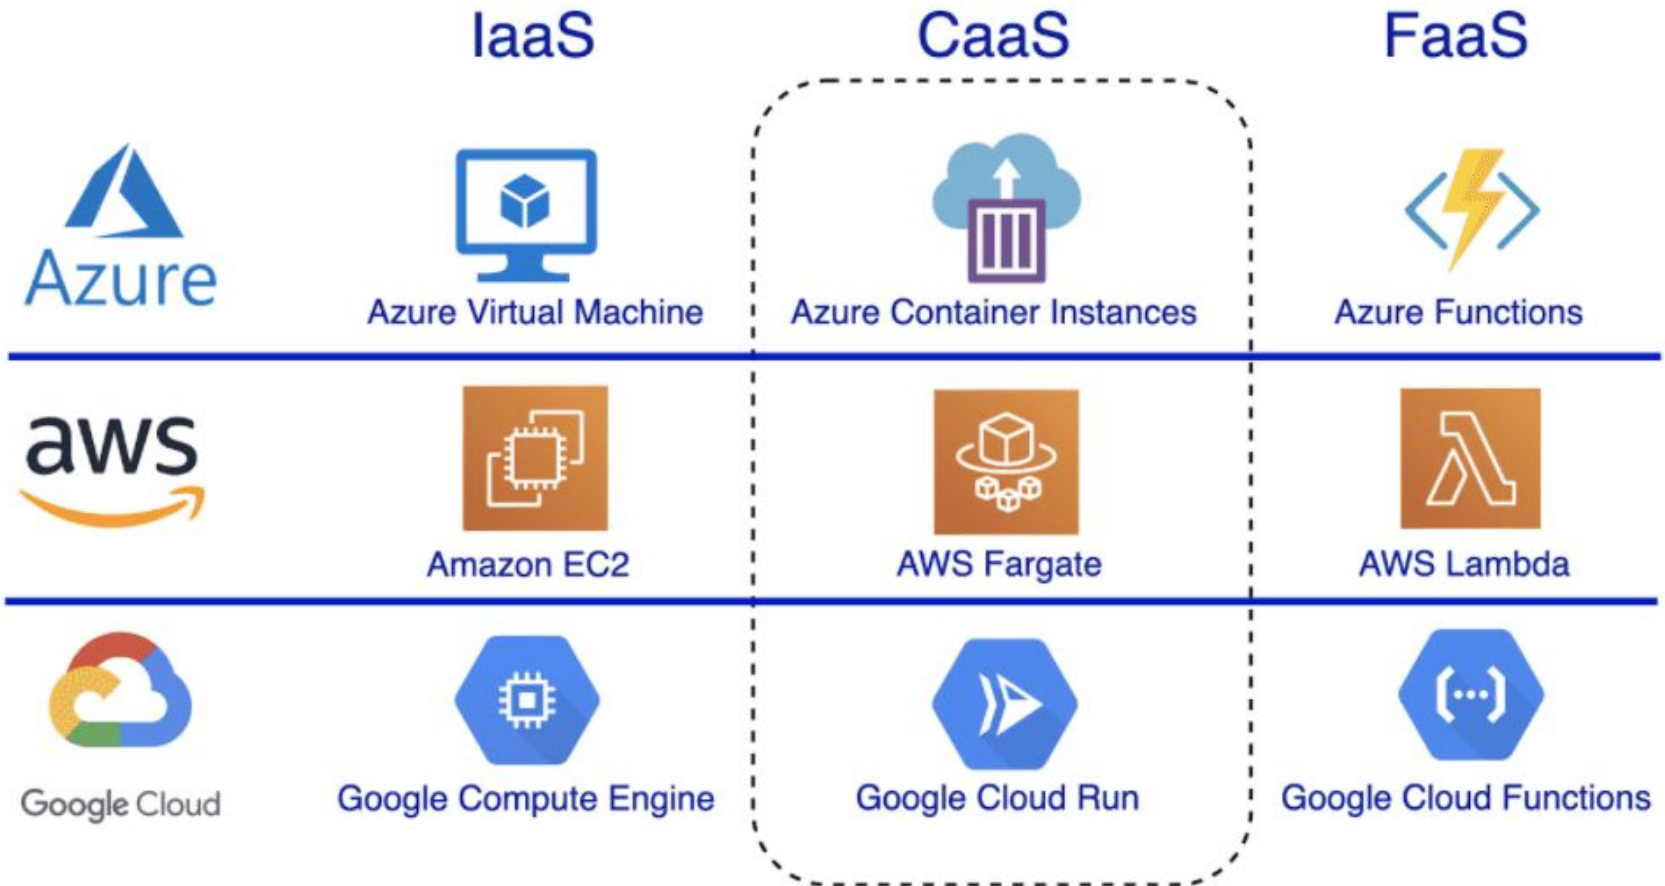 IaaS CaaS FaaS
Azure
Azure Virtual Machine Azure Container Instances Azure Functions
aws
Amazon EC2 AWS Fargate AWS Lambda
Google Cloud
Google Compute Engine Google Cloud Run Google Cloud Functions